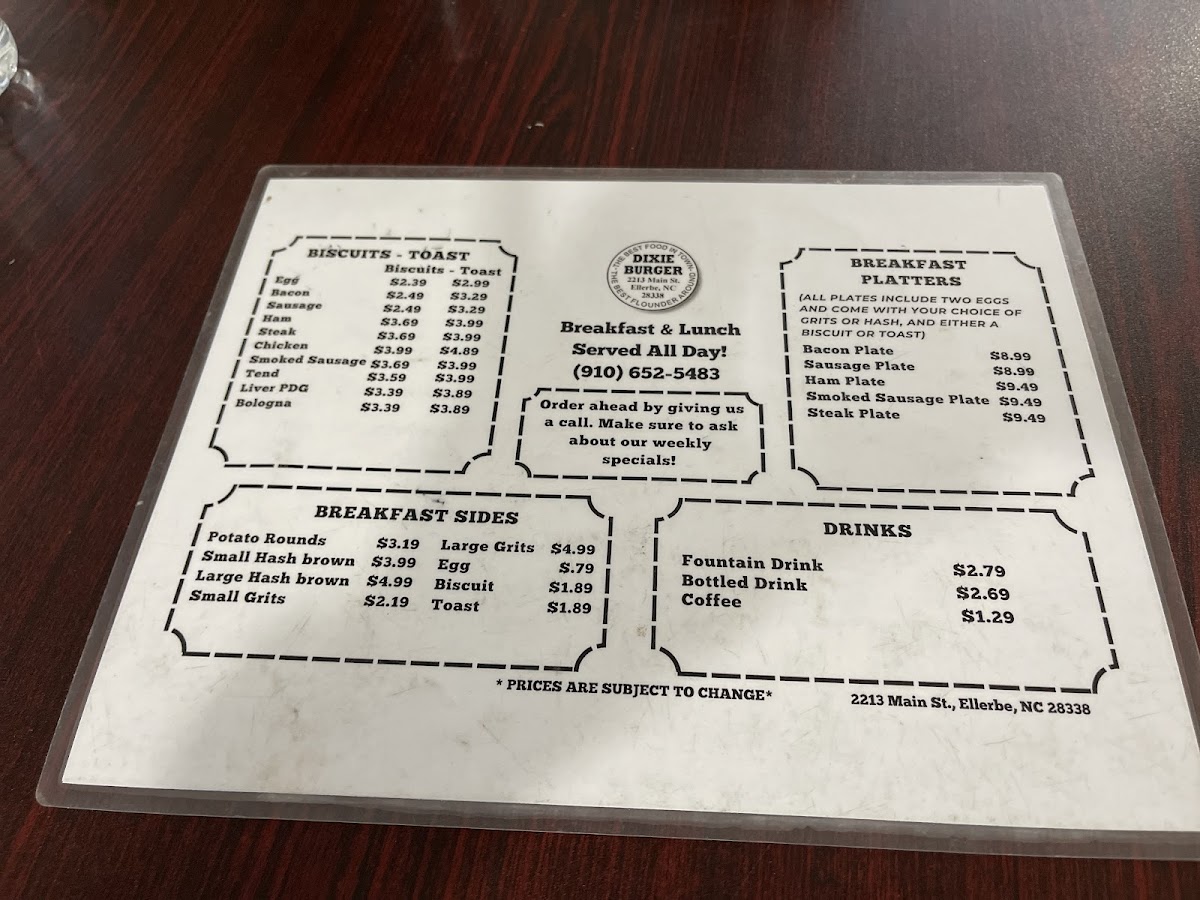 BISCUITS - TOAST
Biscuits - Toast
Egg $2.39 $2.99
Bacon $2.49 $3.29
Sausage $2.49 $3.29
Ham $3.69 $3.99
Steak $3.69 $3.99
Chicken $3.99 $4.89
Smoked Sausage $3.69 $3.99
Tend $3.59 $3.99
Liver PDG $3.39 $3.89
Bologna $3.39 $3.89
THE BEST FOOD IN TOWN
DIXIE
BURGER
2213 Main St.
Ellerbe, NC
28338
THE BEST FLOUNDER AROUND
Breakfast & Lunch
Served All Day!
(910) 652-5483
Order ahead by giving us
a call. Make sure to ask
about our weekly
specials!
BREAKFAST
PLATTERS
(ALL PLATES INCLUDE TWO EGGS
AND COME WITH YOUR CHOICE OF
GRITS OR HASH, AND EITHER A
BISCUIT OR TOAST)
Bacon Plate $8.99
Sausage Plate $8.99
Ham Plate $9.49
Smoked Sausage Plate $9.49
Steak Plate $9.49
BREAKFAST SIDES
Potato Rounds $3.19 Large Grits $4.99
Small Hash brown $3.99 Egg $.79
Large Hash brown $4.99 Biscuit $1.89
Small Grits $2.19 Toast $1.89
DRINKS
Fountain Drink $2.79
Bottled Drink $2.69
Coffee $1.29
* PRICES ARE SUBJECT TO CHANGE*
2213 Main St., Ellerbe, NC 28338